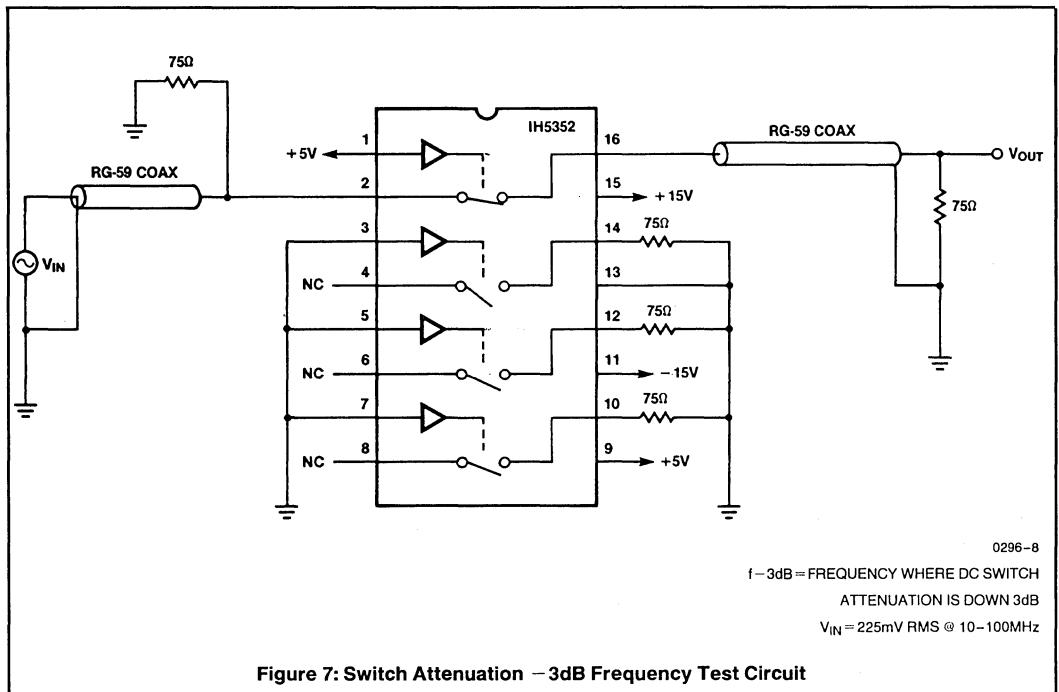 75Ω
IH5352
RG-59 COAX
+5V
1
16
VOUT
RG-59 COAX
2
15
+15V
75Ω
3
14
75Ω
VIN
NC
4
13
5
12
75Ω
NC
6
11
-15V
7
10
75Ω
NC
8
9
+5V
0296-8
f-3dB=FREQUENCY WHERE DC SWITCH
ATTENUATION IS DOWN 3dB
VIN=225mV RMS @ 10-100MHz
Figure 7: Switch Attenuation -3dB Frequency Test Circuit